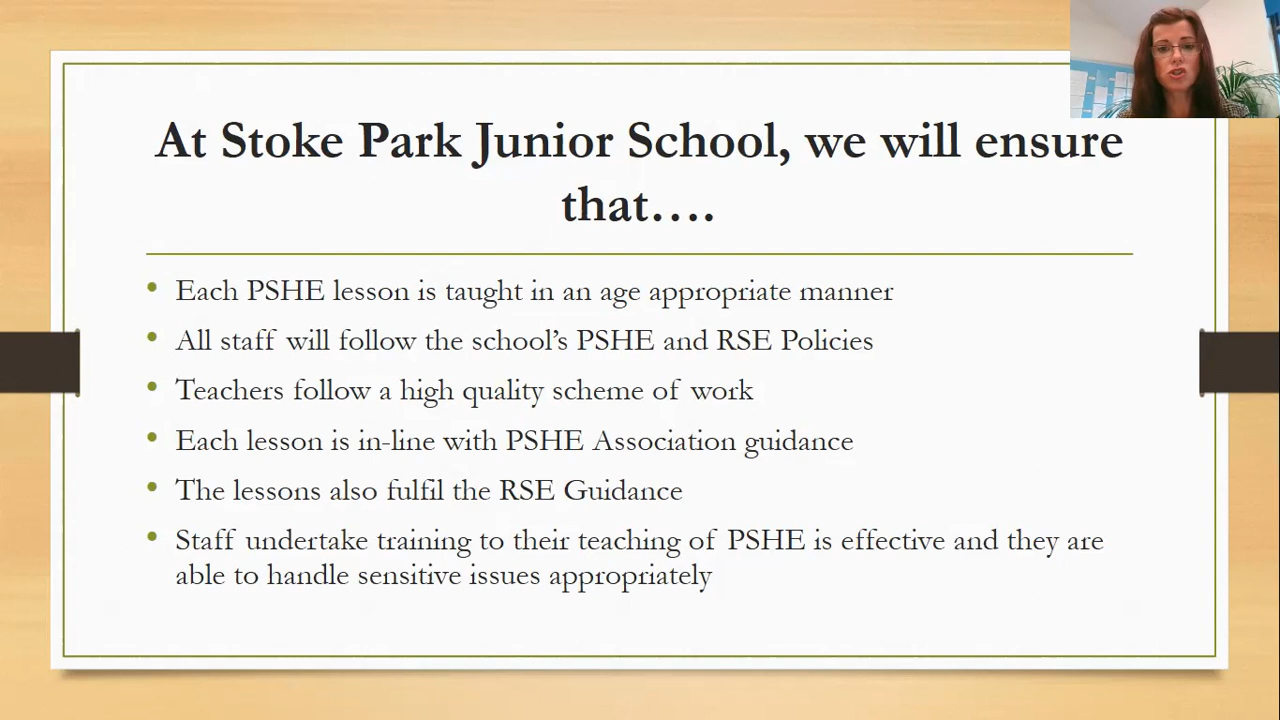 At Stoke Park Junior School, we will ensure
that….
• Each PSHE lesson is taught in an age appropriate manner
• All staff will follow the school’s PSHE and RSE Policies
• Teachers follow a high quality scheme of work
• Each lesson is in-line with PSHE Association guidance
• The lessons also fulfil the RSE Guidance
• Staff undertake training to their teaching of PSHE is effective and they are
able to handle sensitive issues appropriately